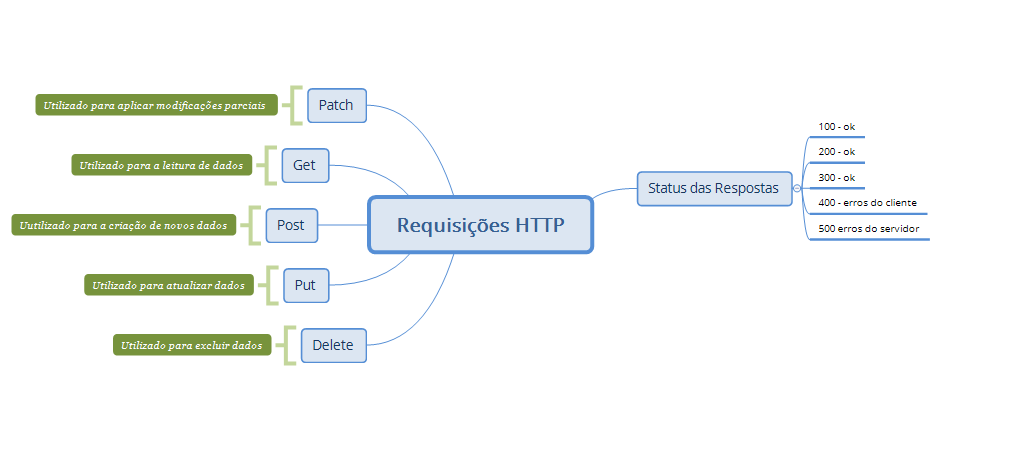 Requisições HTTP
Patch
Utilizado para aplicar modificações parciais
Get
Utilizado para a leitura de dados
Post
Uutilizado para a criação de novos dados
Put
Utilizado para atualizar dados
Delete
Utilizado para excluir dados
Status das Respostas
100 - ok
200 - ok
300 - ok
400 - erros do cliente
500 erros do servidor